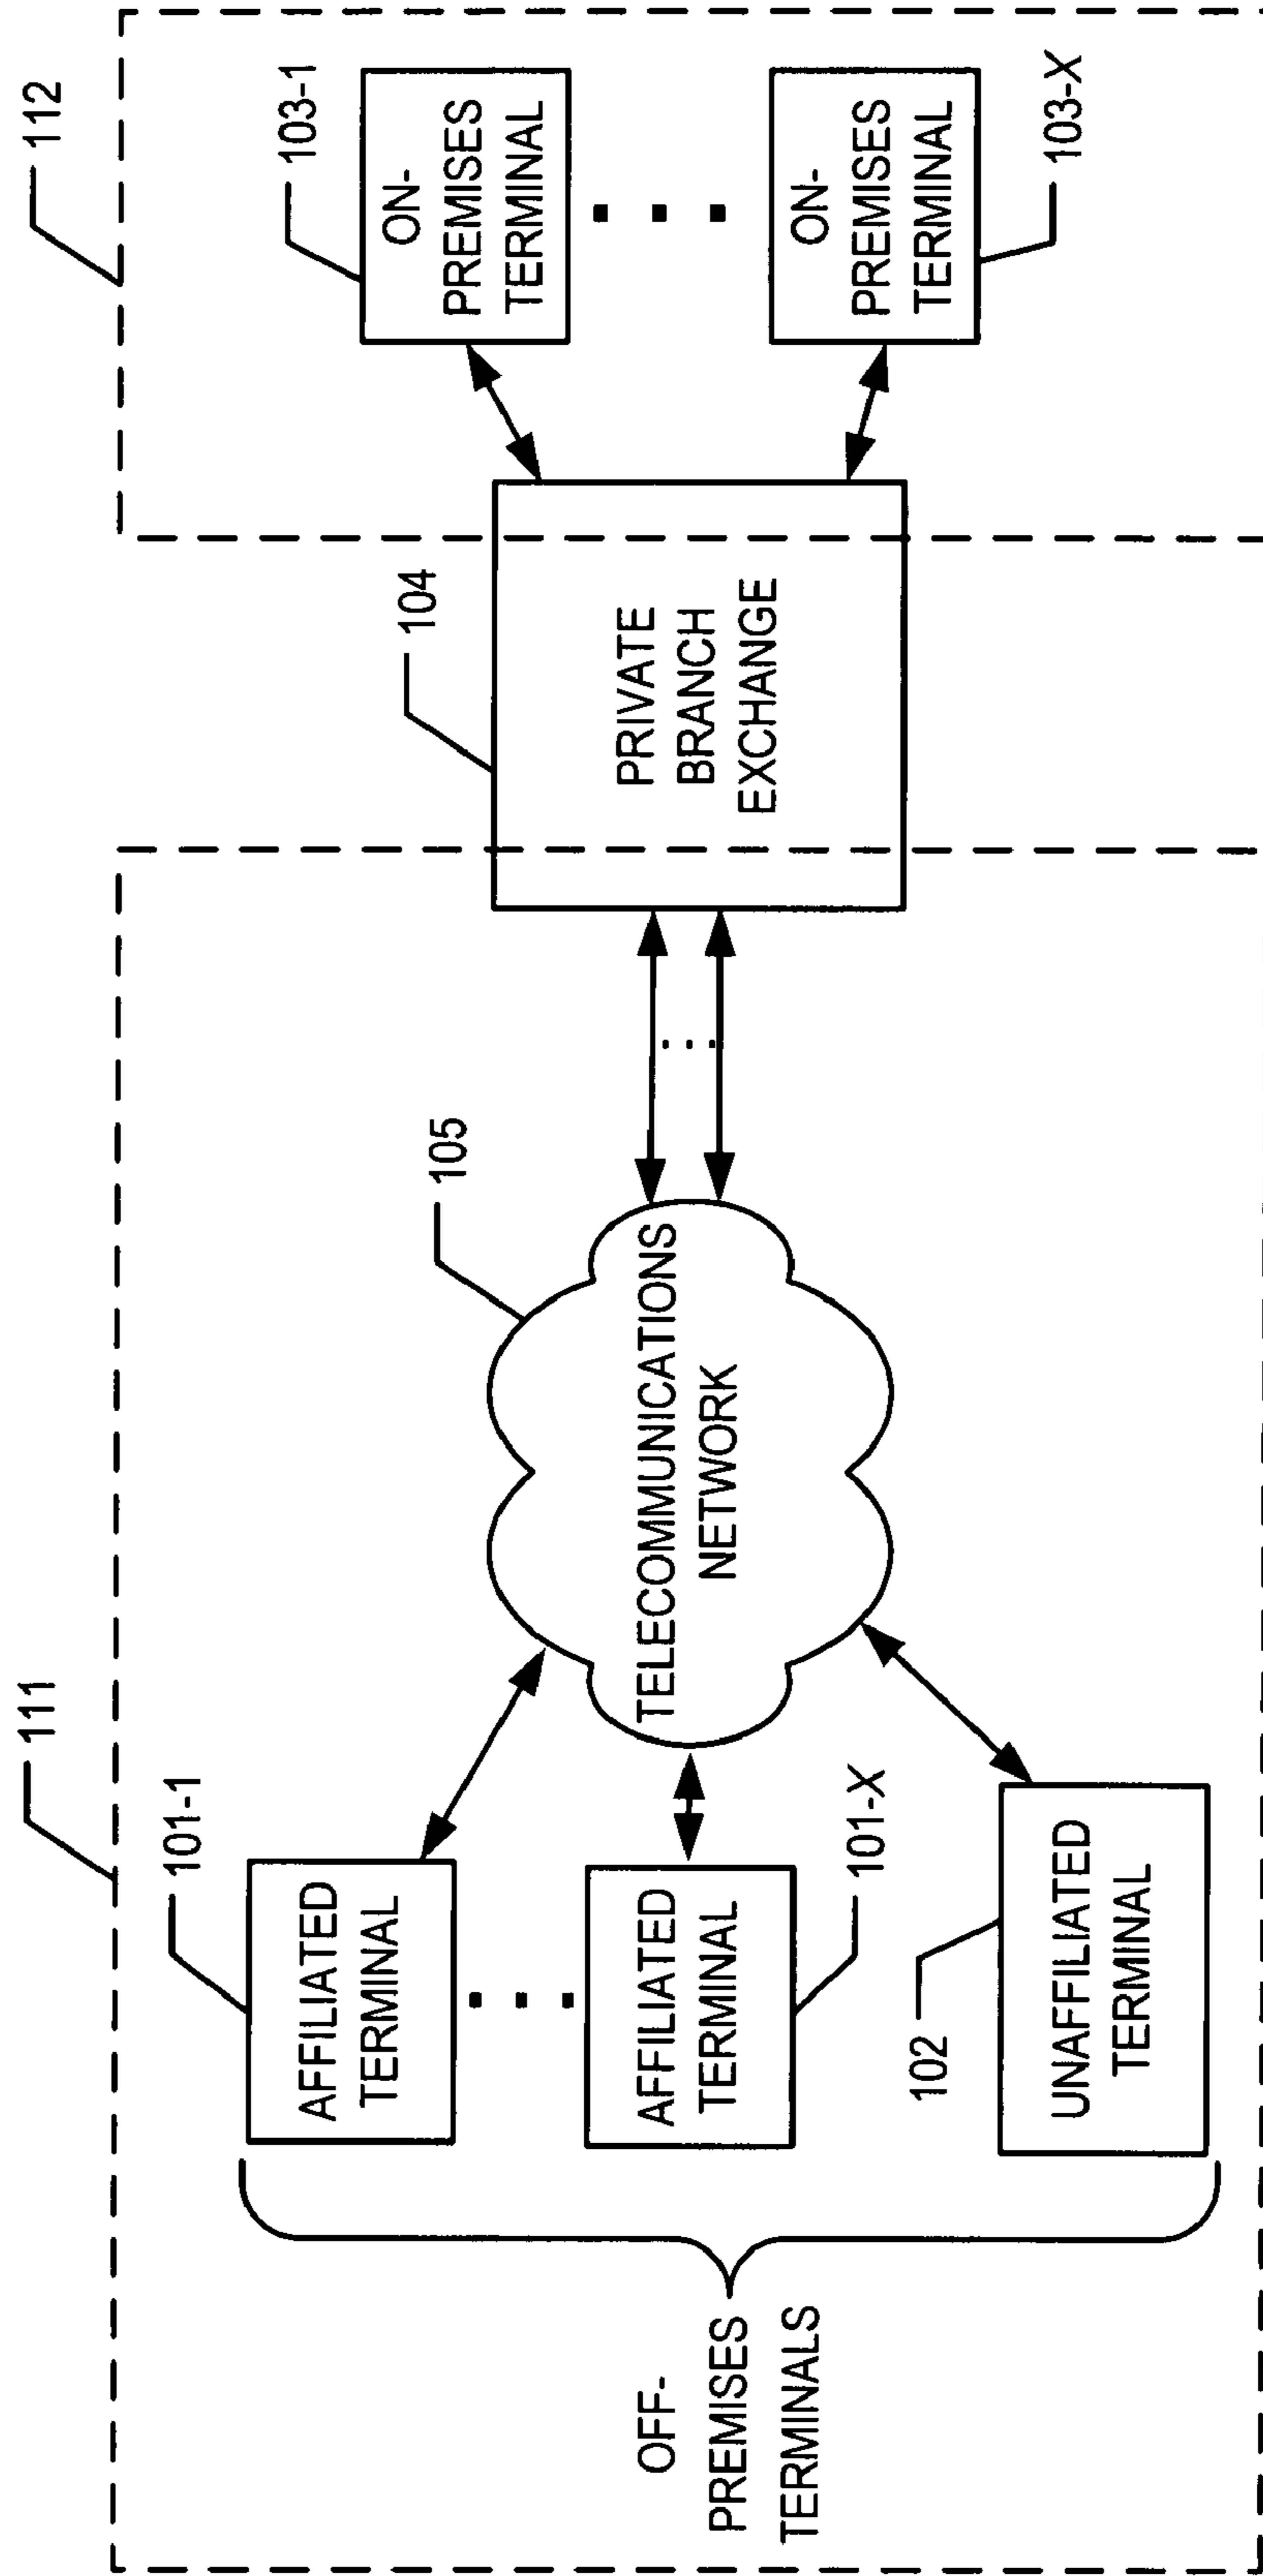 111
112
101-1
AFFILIATED
TERMINAL
AFFILIATED
TERMINAL
101-X
102
UNAFFILIATED
TERMINAL
OFF-
PREMISES
TERMINALS
105
TELECOMMUNICATIONS
NETWORK
104
PRIVATE
BRANCH
EXCHANGE
103-1
ON-
PREMISES
TERMINAL
ON-
PREMISES
TERMINAL
103-X